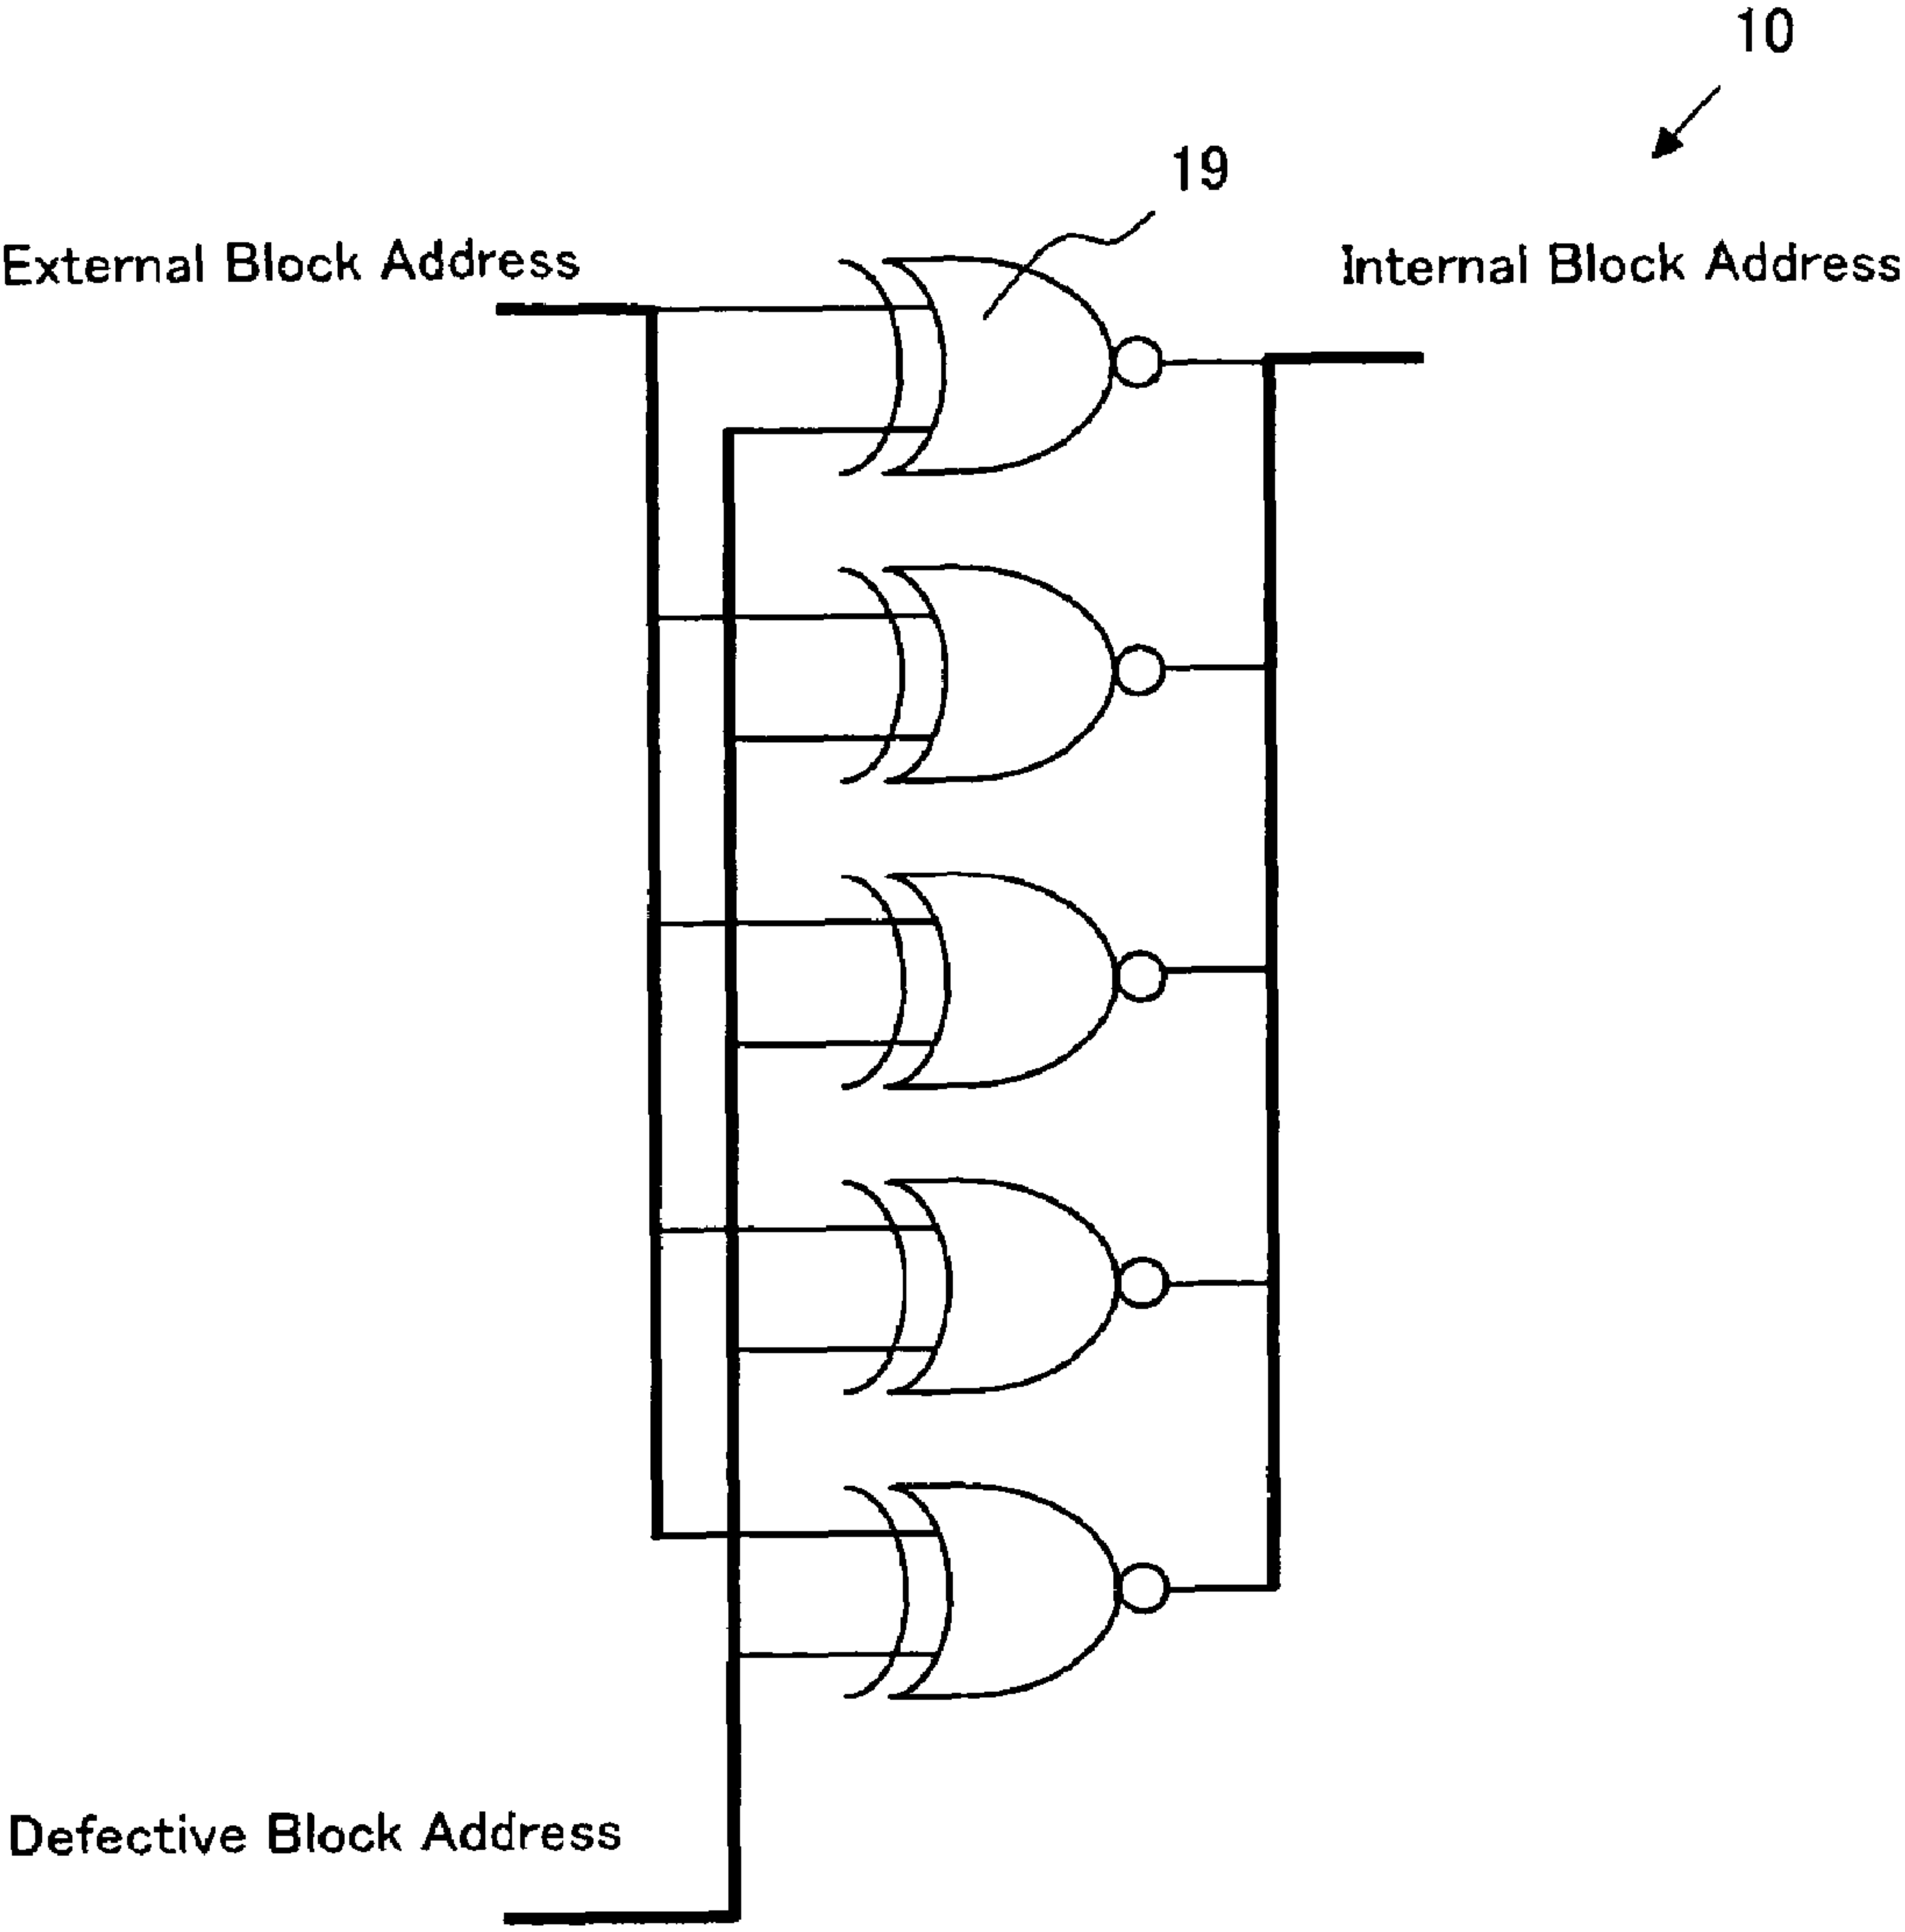 10
19
External Block Address
Internal Block Address
Defective Block Address